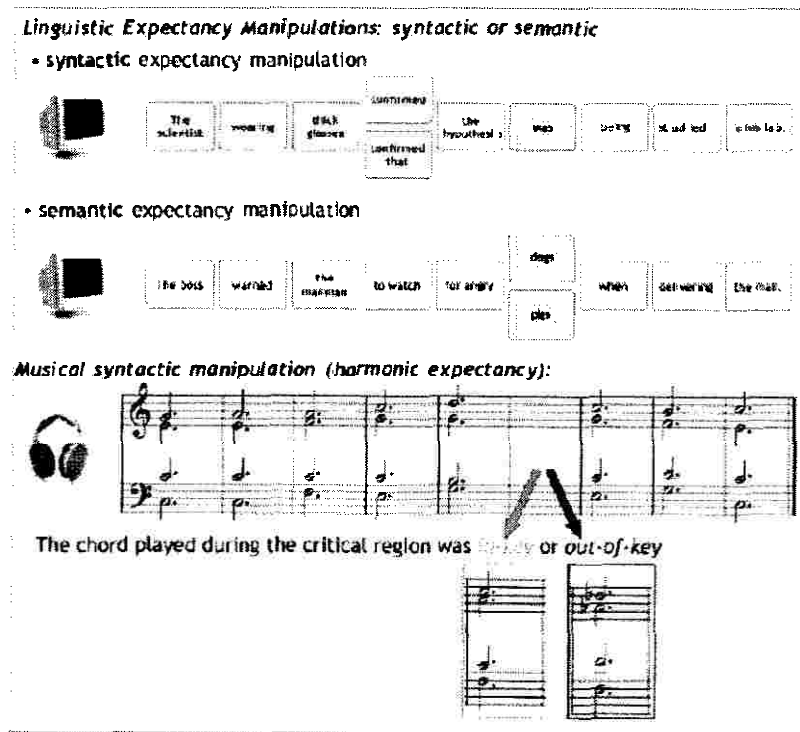 Linguistic Expectancy Manipulations: syntactic or semantic
• syntactic expectancy manipulation
confirmed
The scientist wearing thick glasses the hypothesis was being studied
confirmed that
• semantic expectancy manipulation
dogs
The boss warned the mailman to watch for angry when delivering the mail.
pigs
Musical syntactic manipulation (harmonic expectancy):
The chord played during the critical region was in-key or out-of-key